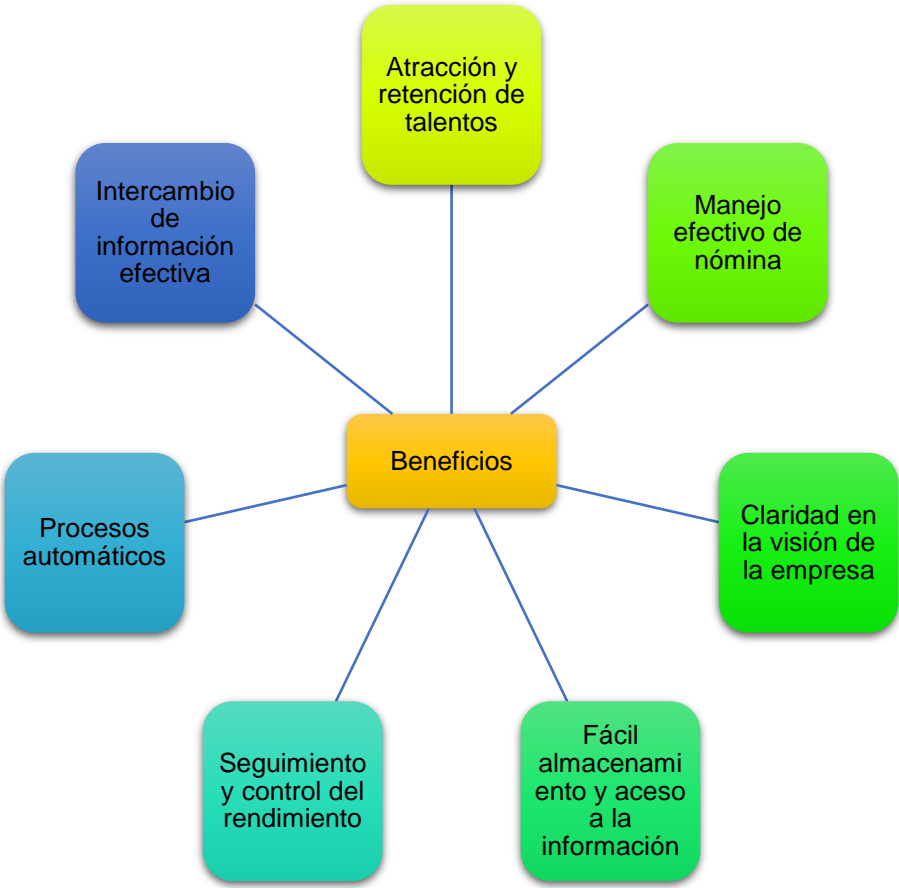 Atracción y
retención de
talentos
Manejo
efectivo de
nómina
Claridad en
la visión de
la empresa
Fácil
almacenami
ento y aceso
a la
información
Seguimiento
y control del
rendimiento
Procesos
automáticos
Intercambio
de
información
efectiva
Beneficios